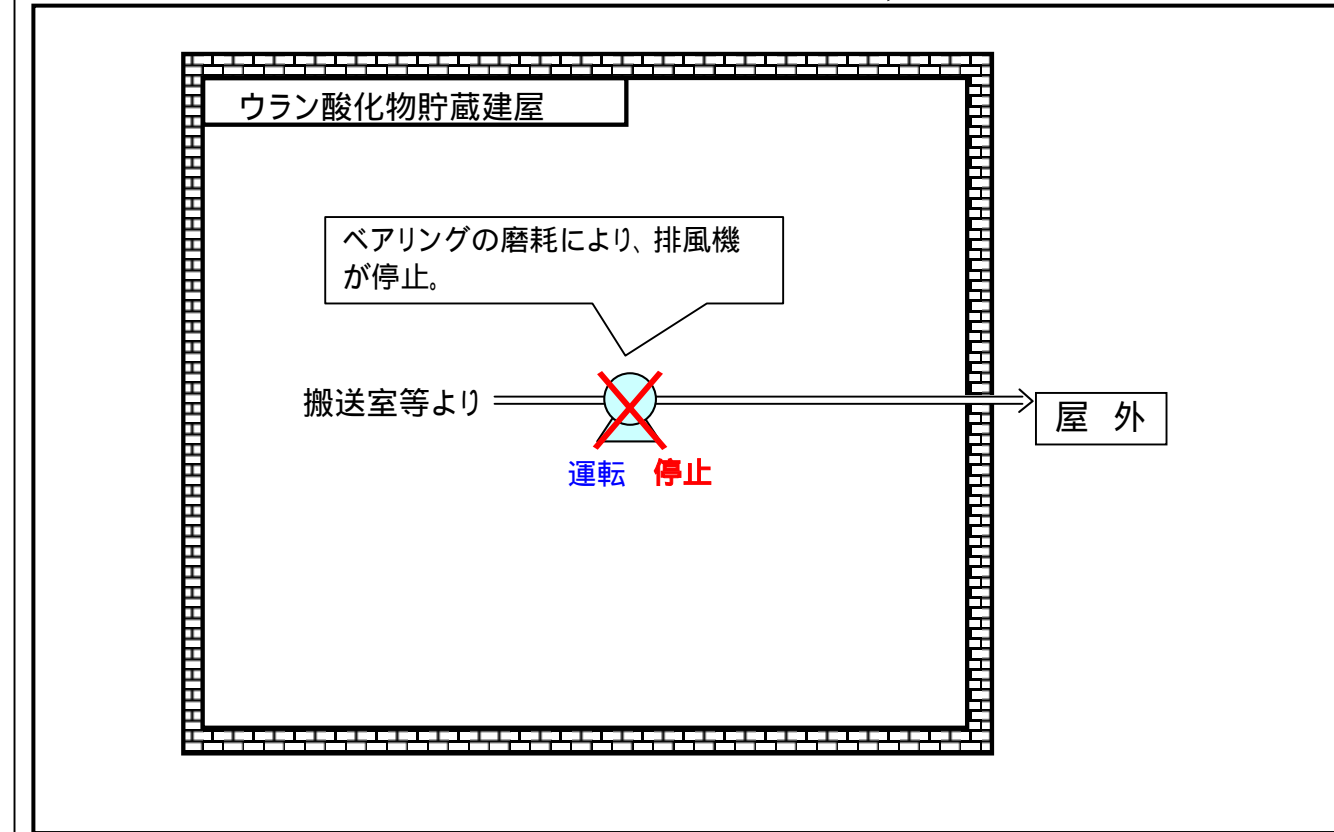 ウラン酸化物貯蔵建屋
ベアリングの磨耗により、排風機
が停止。
搬送室等より
屋 外
運転 停止